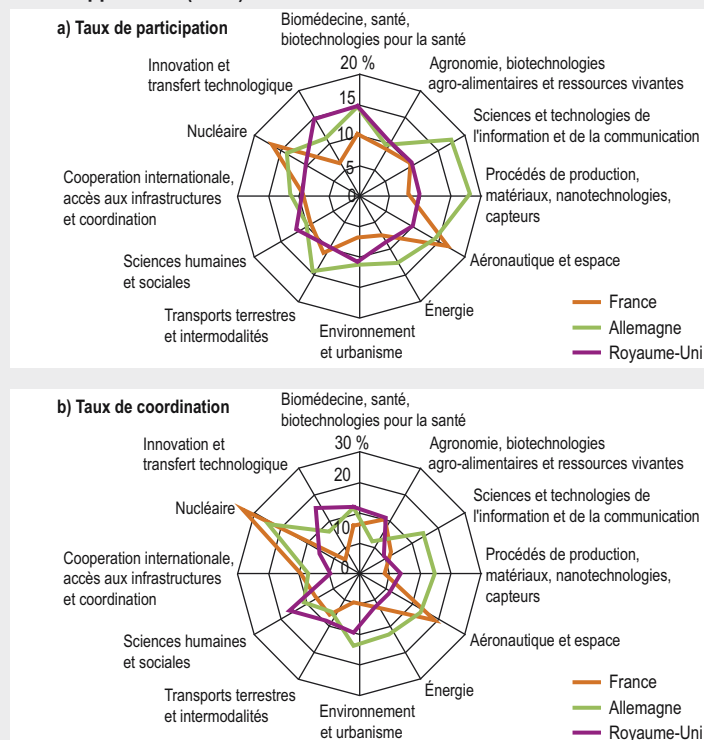 a) Taux de participation
Biomédecine, santé,
biotechnologies pour la santé
20 %
15
10
5
0
Agronomie, biotechnologies
agro-alimentaires et ressources vivantes
Sciences et technologies de
l'information et de la communication
Procédés de production,
matériaux, nanotechnologies,
capteurs
Aéronautique et espace
Énergie
Environnement
et urbanisme
Transports terrestres
et intermodalités
Sciences humaines
et sociales
Cooperation internationale,
accès aux infrastructures
et coordination
Nucléaire
Innovation et
transfert technologique
France
Allemagne
Royaume-Uni
b) Taux de coordination
Biomédecine, santé,
biotechnologies pour la santé
30 %
20
10
0
Agronomie, biotechnologies
agro-alimentaires et ressources vivantes
Sciences et technologies de
l'information et de la communication
Procédés de production,
matériaux, nanotechnologies,
capteurs
Aéronautique et espace
Énergie
Environnement
et urbanisme
Transports terrestres
et intermodalités
Sciences humaines
et sociales
Cooperation internationale,
accès aux infrastructures
et coordination
Nucléaire
Innovation et
transfert technologique
France
Allemagne
Royaume-Uni